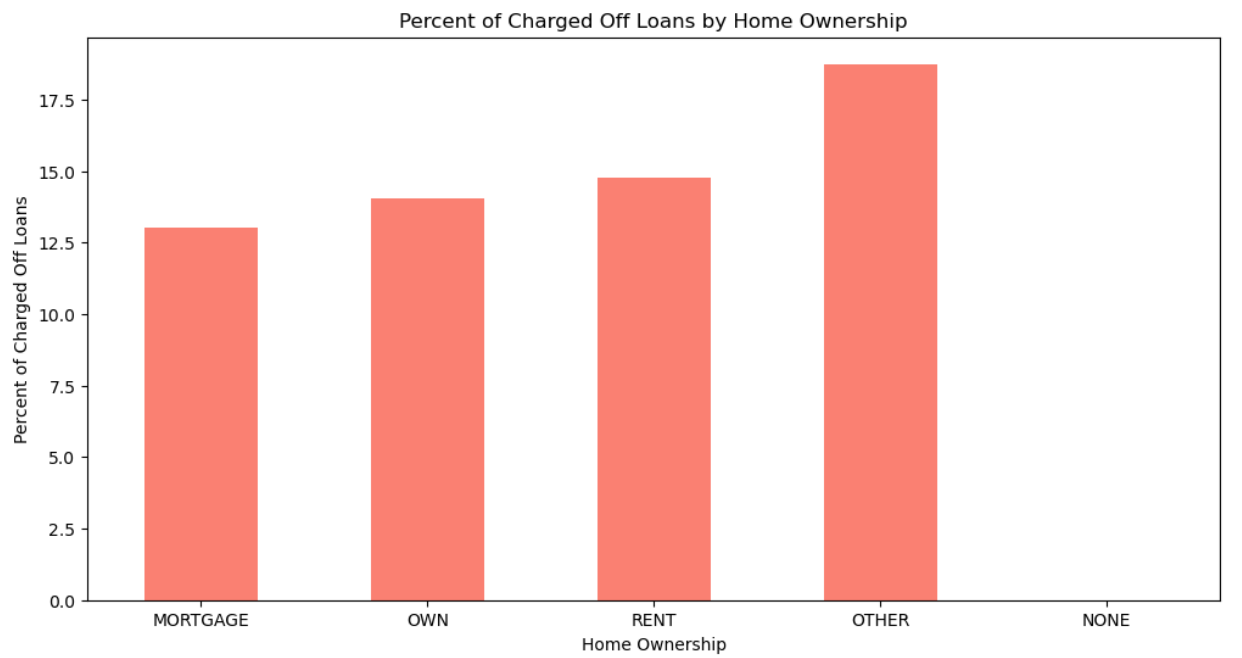 Percent of Charged Off Loans by Home Ownership
Percent of Charged Off Loans
17.5
15.0
12.5
10.0
7.5
5.0
2.5
0.0
MORTGAGE OWN RENT OTHER NONE
Home Ownership